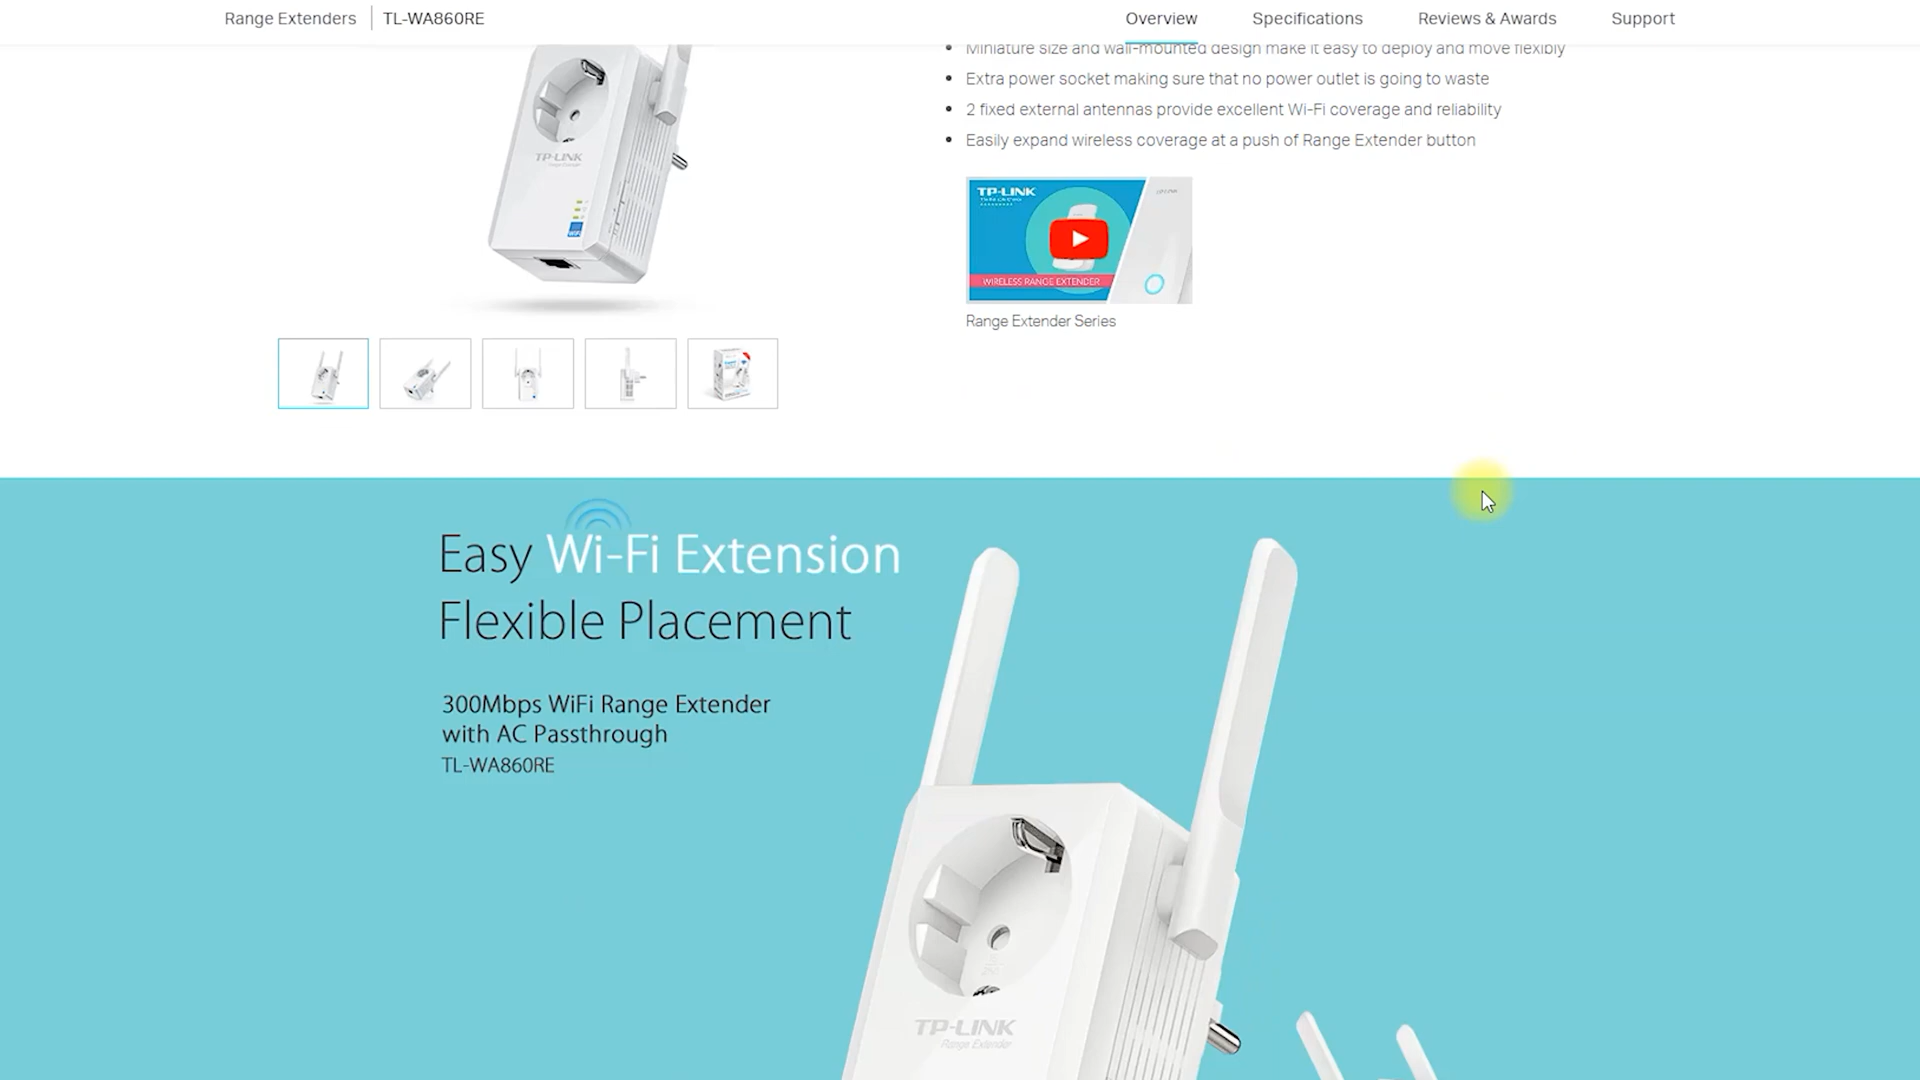 Range Extenders TL-WA860RE Overview Specifications Reviews & Awards Support
Miniature size and wall-mounted design make it easy to deploy and move flexibly
Extra power socket making sure that no power outlet is going to waste
2 fixed external antennas provide excellent Wi-Fi coverage and reliability
Easily expand wireless coverage at a push of Range Extender button
TP-LINK
TP-LINK
WIRELESS RANGE EXTENDER
Range Extender Series
Easy Wi-Fi Extension
Flexible Placement
300Mbps WiFi Range Extender
with AC Passthrough
TL-WA860RE
TP-LINK
Range Extender